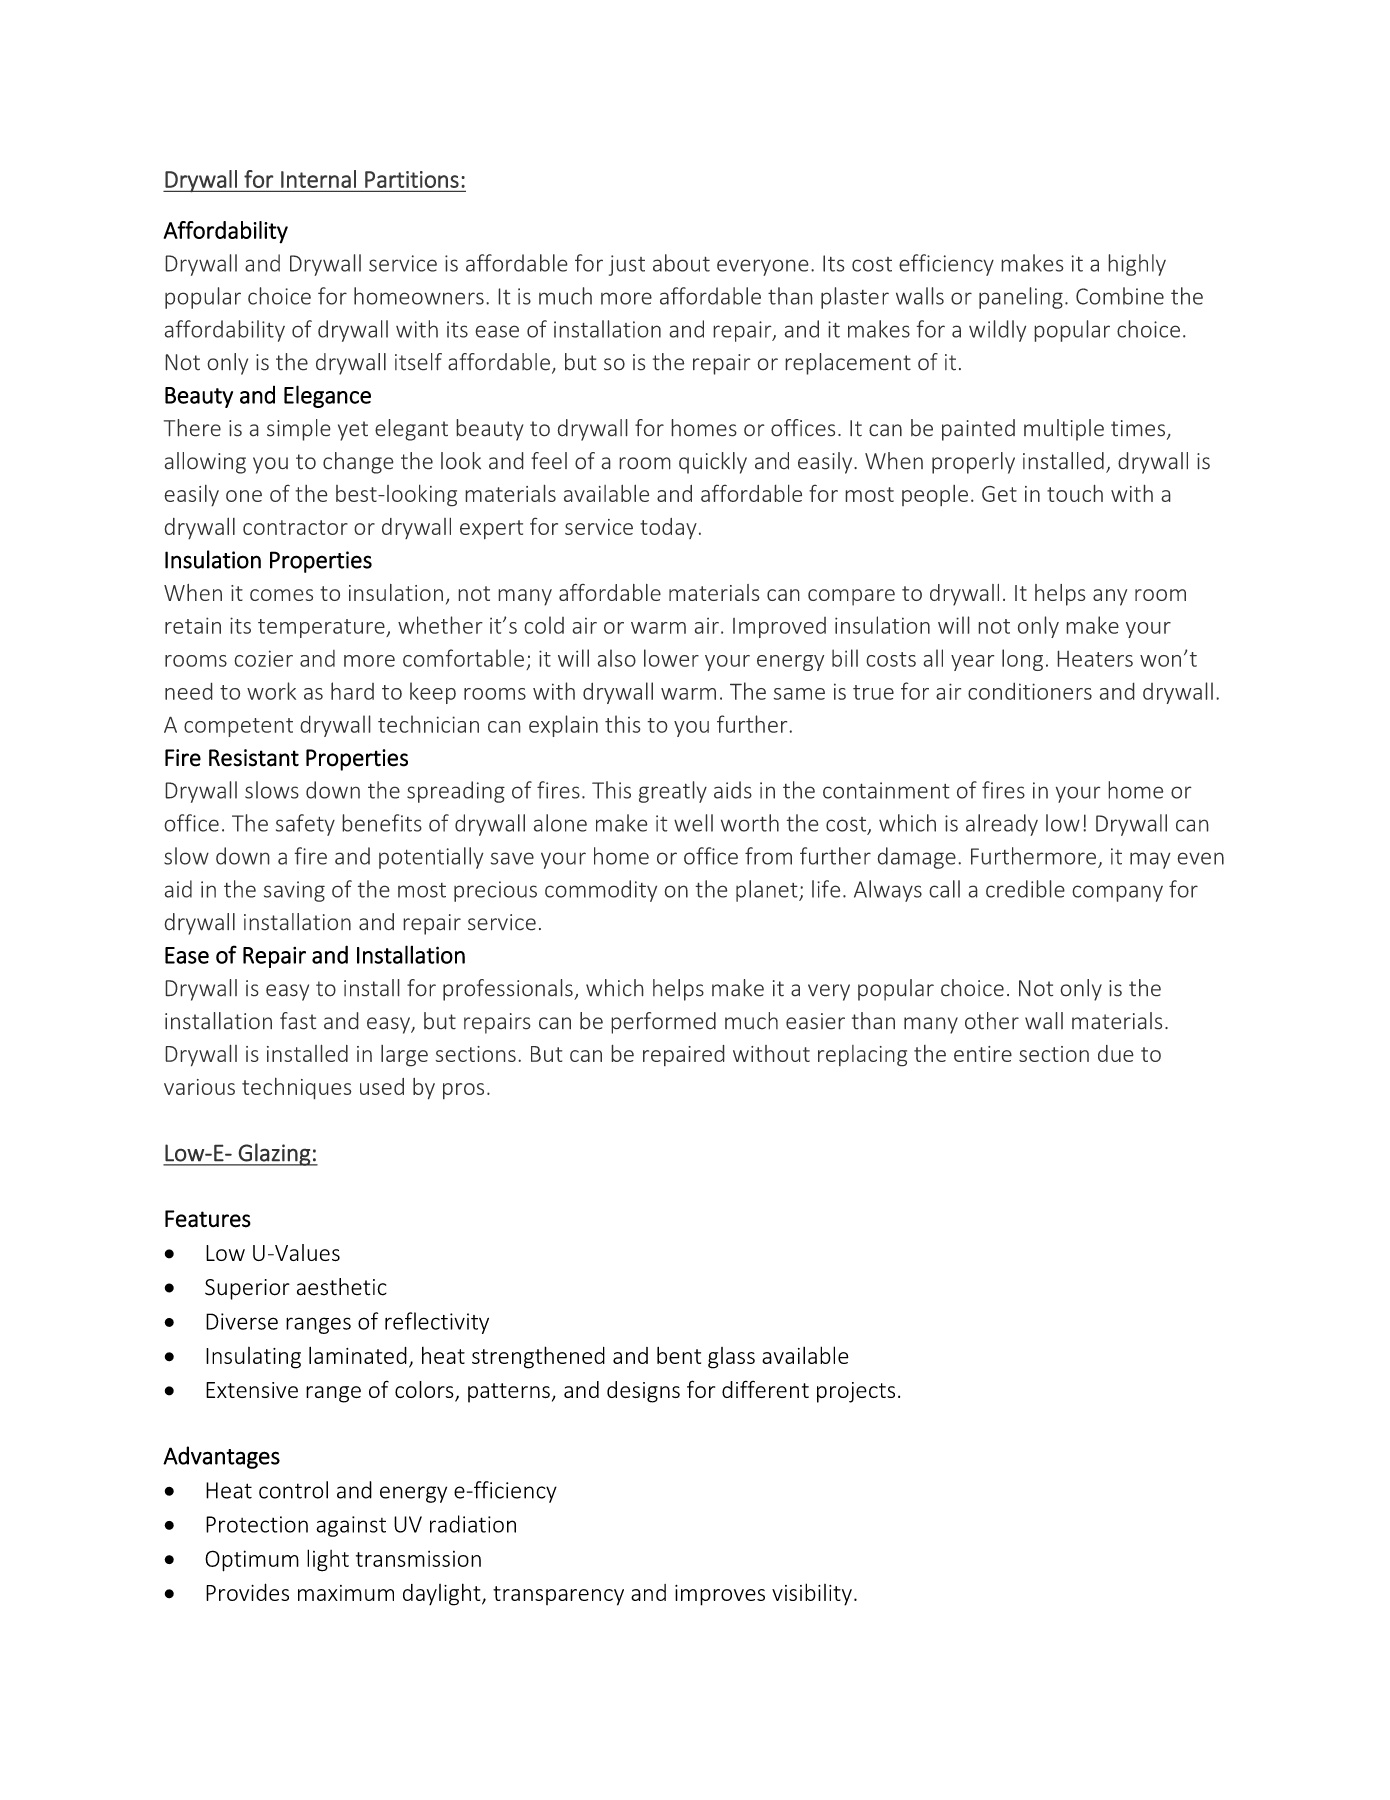 Drywall for Internal Partitions:
Affordability
Drywall and Drywall service is affordable for just about everyone. Its cost efficiency makes it a highly
popular choice for homeowners. It is much more affordable than plaster walls or paneling. Combine the
affordability of drywall with its ease of installation and repair, and it makes for a wildly popular choice.
Not only is the drywall itself affordable, but so is the repair or replacement of it.
Beauty and Elegance
There is a simple yet elegant beauty to drywall for homes or offices. It can be painted multiple times,
allowing you to change the look and feel of a room quickly and easily. When properly installed, drywall is
easily one of the best-looking materials available and affordable for most people. Get in touch with a
drywall contractor or drywall expert for service today.
Insulation Properties
When it comes to insulation, not many affordable materials can compare to drywall. It helps any room
retain its temperature, whether it’s cold air or warm air. Improved insulation will not only make your
rooms cozier and more comfortable; it will also lower your energy bill costs all year long. Heaters won’t
need to work as hard to keep rooms with drywall warm. The same is true for air conditioners and drywall.
A competent drywall technician can explain this to you further.
Fire Resistant Properties
Drywall slows down the spreading of fires. This greatly aids in the containment of fires in your home or
office. The safety benefits of drywall alone make it well worth the cost, which is already low! Drywall can
slow down a fire and potentially save your home or office from further damage. Furthermore, it may even
aid in the saving of the most precious commodity on the planet; life. Always call a credible company for
drywall installation and repair service.
Ease of Repair and Installation
Drywall is easy to install for professionals, which helps make it a very popular choice. Not only is the
installation fast and easy, but repairs can be performed much easier than many other wall materials.
Drywall is installed in large sections. But can be repaired without replacing the entire section due to
various techniques used by pros.
Low-E- Glazing:
Features
• Low U-Values
• Superior aesthetic
• Diverse ranges of reflectivity
• Insulating laminated, heat strengthened and bent glass available
• Extensive range of colors, patterns, and designs for different projects.
Advantages
• Heat control and energy e-fficiency
• Protection against UV radiation
• Optimum light transmission
• Provides maximum daylight, transparency and improves visibility.